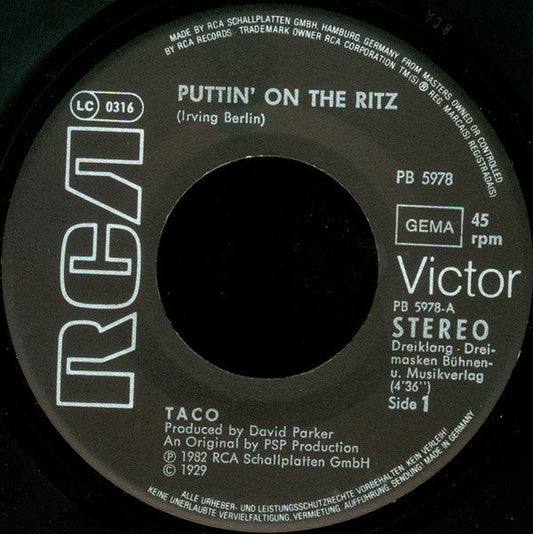 MADE BY RCA SCHALLPLATTEN GMBH, HAMBURG, GERMANY, FROM MASTERS OWNED OR CONTROLLED
BY RCA RECORDS TRADEMARK OWNER RCA CORPORATION TM(S) ® REG. MARCA(S) REGISTRADA(S)
LC 0316
PUTTIN' ON THE RITZ
(Irving Berlin)
RCA
PB 5978
GEMA
45
rpm
Victor
PB 5978-A
STEREO
Dreiklang · Drei-
masken Bühnen-
u. Musikverlag
(4'36'')
Side 1
TACO
Produced by David Parker
An Original by PSP Production
Ⓟ 1982 RCA Schallplatten GmbH
© 1929
ALLE URHEBER- UND LEISTUNGSSCHUTZRECHTE VORBEHALTEN. KEIN VERLEIH!
KEINE UNERLAUBTE VERVIELFÄLTIGUNG, VERMIETUNG, AUFFÜHRUNG, SENDUNG! MADE IN GERMANY
RCA